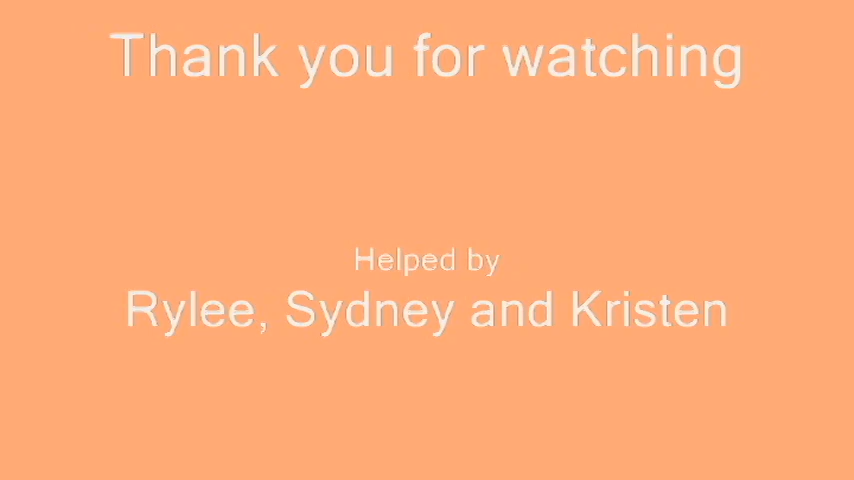 Thank you for watching
Helped by
Rylee, Sydney and Kristen